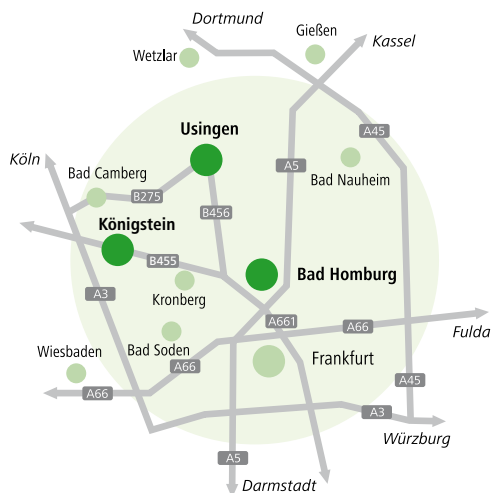 Dortmund
Gießen
Kassel
Wetzlar
Usingen
A45
Köln
Bad Camberg
A5
Bad Nauheim
B275
B456
Königstein
B455
Bad Homburg
A3
Kronberg
A661
A66
Fulda
Bad Soden
Wiesbaden
A66
Frankfurt
A66
A45
A3
Würzburg
A5
Darmstadt